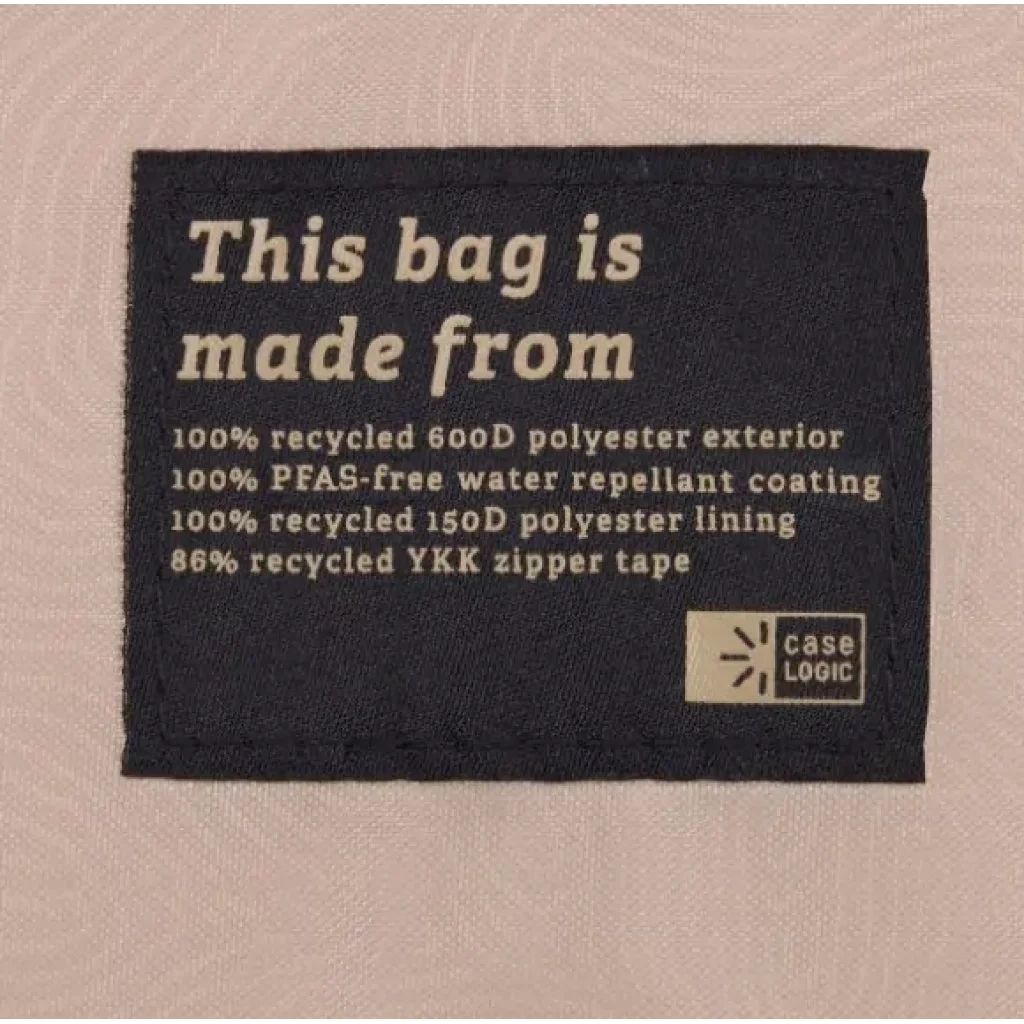 This bag is
made from
100% recycled 600D polyester exterior
100% PFAS-free water repellant coating
100% recycled 150D polyester lining
86% recycled YKK zipper tape
case
LOGIC